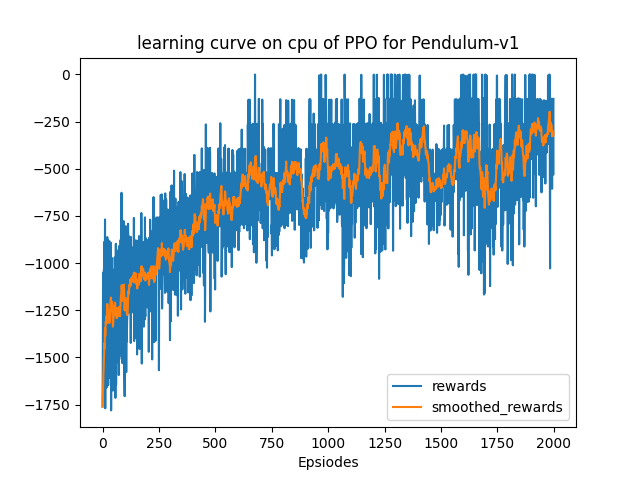 learning curve on cpu of PPO for Pendulum-v1
0
−250
−500
−750
−1000
−1250
−1500
−1750
rewards
smoothed_rewards
0 250 500 750 1000 1250 1500 1750 2000
Epsiodes